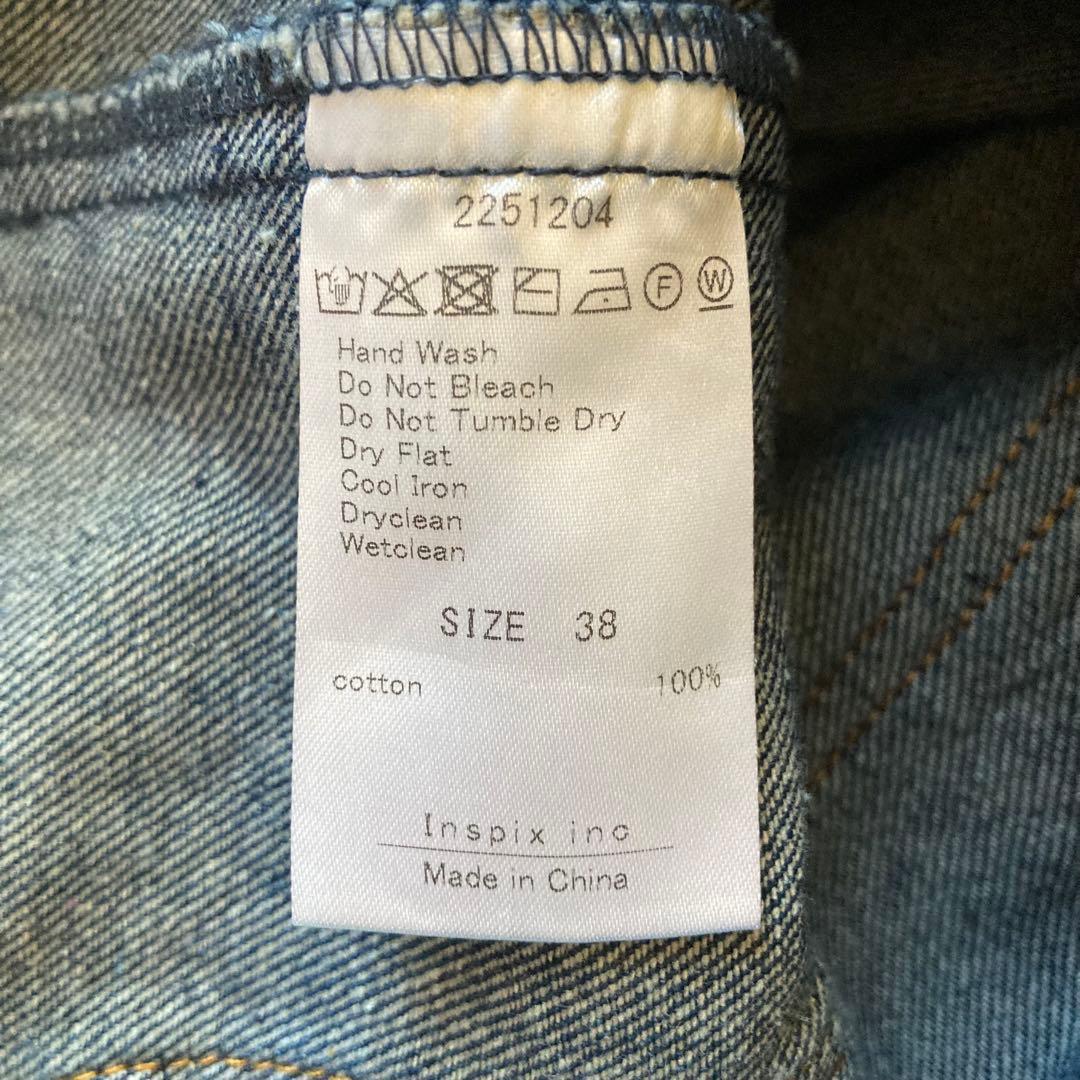 2251204
F W
Hand Wash
Do Not Bleach
Do Not Tumble Dry
Dry Flat
Cool Iron
Dryclean
Wetclean
SIZE 38
cotton 100%
Inspix inc
Made in China